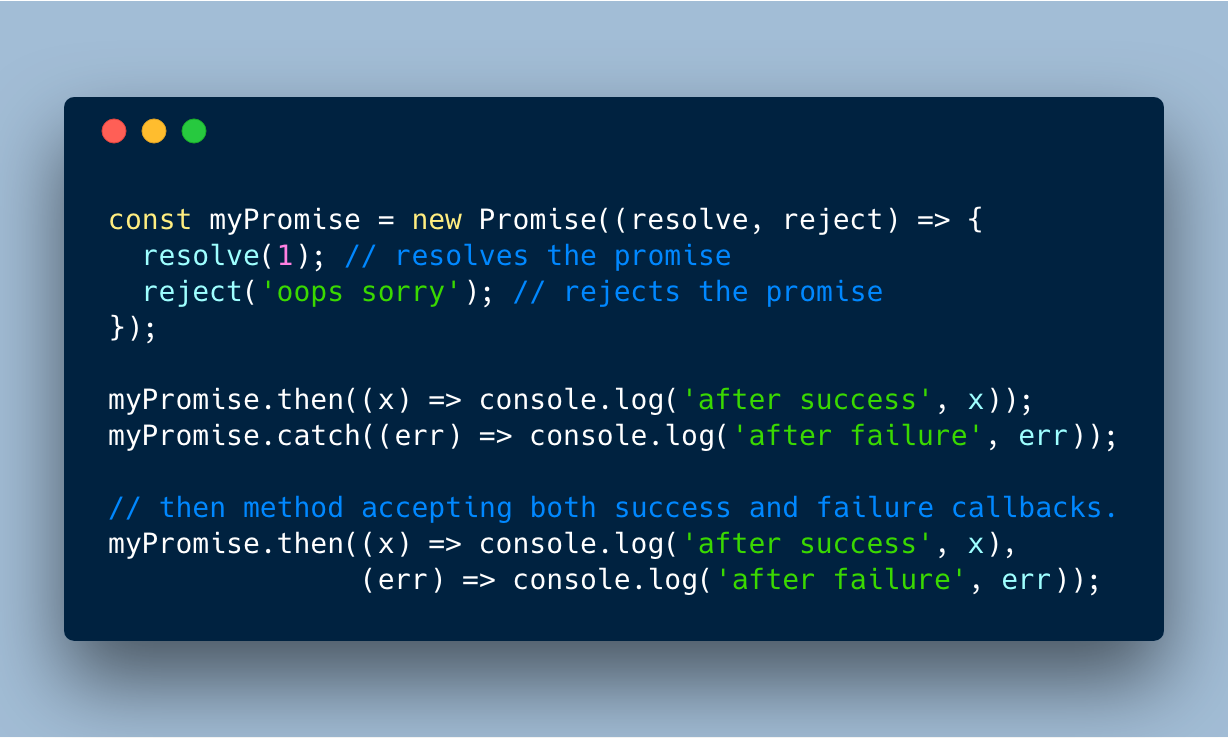 const myPromise = new Promise((resolve, reject) => {
  resolve(1); // resolves the promise
  reject('oops sorry'); // rejects the promise
});

myPromise.then((x) => console.log('after success', x));
myPromise.catch((err) => console.log('after failure', err));

// then method accepting both success and failure callbacks.
myPromise.then((x) => console.log('after success', x),
               (err) => console.log('after failure', err));